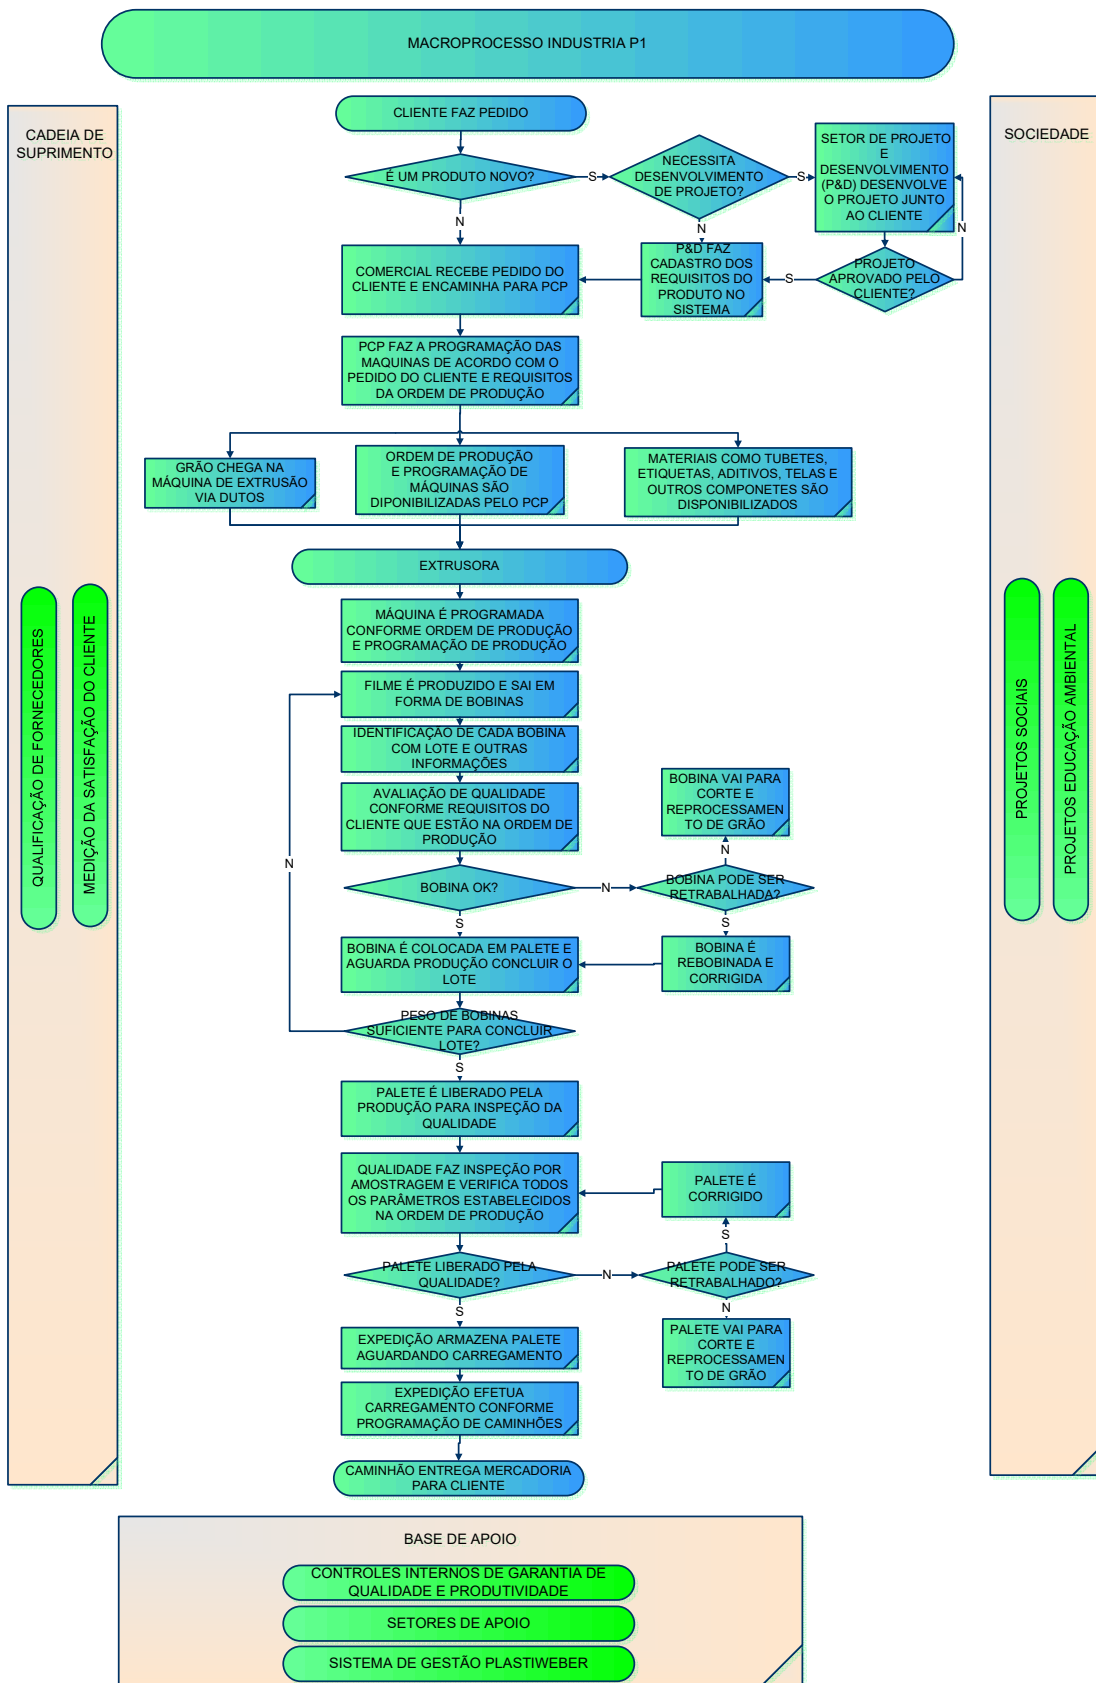 MACROPROCESSO INDUSTRIA P1
CADEIA DE
SUPRIMENTO
QUALIFICAÇÃO DE FORNECEDORES
MEDIÇÃO DA SATISFAÇÃO DO CLIENTE
CLIENTE FAZ PEDIDO
É UM PRODUTO NOVO?
S
NECESSITA
DESENVOLVIMENTO
DE PROJETO?
S
SETOR DE PROJETO
E
DESENVOLVIMENTO
(P&D) DESENVOLVE
O PROJETO JUNTO
AO CLIENTE
N
N
N
PROJETO
APROVADO PELO
CLIENTE?
S
P&D FAZ
CADASTRO DOS
REQUISITOS DO
PRODUTO NO
SISTEMA
COMERCIAL RECEBE PEDIDO DO
CLIENTE E ENCAMINHA PARA PCP
PCP FAZ A PROGRAMAÇÃO DAS
MAQUINAS DE ACORDO COM O
PEDIDO DO CLIENTE E REQUISITOS
DA ORDEM DE PRODUÇÃO
GRÃO CHEGA NA
MÁQUINA DE EXTRUSÃO
VIA DUTOS
ORDEM DE PRODUÇÃO
E PROGRAMAÇÃO DE
MÁQUINAS SÃO
DIPONIBILIZADAS PELO PCP
MATERIAIS COMO TUBETES,
ETIQUETAS, ADITIVOS, TELAS E
OUTROS COMPONETES SÃO
DISPONIBILIZADOS
EXTRUSORA
MÁQUINA É PROGRAMADA
CONFORME ORDEM DE PRODUÇÃO
E PROGRAMAÇÃO DE PRODUÇÃO
FILME É PRODUZIDO E SAI EM
FORMA DE BOBINAS
IDENTIFICAÇÃO DE CADA BOBINA
COM LOTE E OUTRAS
INFORMAÇÕES
AVALIAÇÃO DE QUALIDADE
CONFORME REQUISITOS DO
CLIENTE QUE ESTÃO NA ORDEM DE
PRODUÇÃO
BOBINA VAI PARA
CORTE E
REPROCESSAMEN
TO DE GRÃO
N
N
BOBINA OK?
N
BOBINA PODE SER
RETRABALHADA?
S
S
BOBINA É COLOCADA EM PALETE E
AGUARDA PRODUÇÃO CONCLUIR O
LOTE
BOBINA É
REBOBINADA E
CORRIGIDA
PESO DE BOBINAS
SUFICIENTE PARA CONCLUIR
LOTE?
S
PALETE É LIBERADO PELA
PRODUÇÃO PARA INSPEÇÃO DA
QUALIDADE
QUALIDADE FAZ INSPEÇÃO POR
AMOSTRAGEM E VERIFICA TODOS
OS PARÂMETROS ESTABELECIDOS
NA ORDEM DE PRODUÇÃO
PALETE É
CORRIGIDO
S
PALETE LIBERADO PELA
QUALIDADE?
N
PALETE PODE SER
RETRABALHADO?
S
N
EXPEDIÇÃO ARMAZENA PALETE
AGUARDANDO CARREGAMENTO
PALETE VAI PARA
CORTE E
REPROCESSAMEN
TO DE GRÃO
EXPEDIÇÃO EFETUA
CARREGAMENTO CONFORME
PROGRAMAÇÃO DE CAMINHÕES
CAMINHÃO ENTREGA MERCADORIA
PARA CLIENTE
SOCIEDADE
PROJETOS SOCIAIS
PROJETOS EDUCAÇÃO AMBIENTAL
BASE DE APOIO
CONTROLES INTERNOS DE GARANTIA DE
QUALIDADE E PRODUTIVIDADE
SETORES DE APOIO
SISTEMA DE GESTÃO PLASTIWEBER